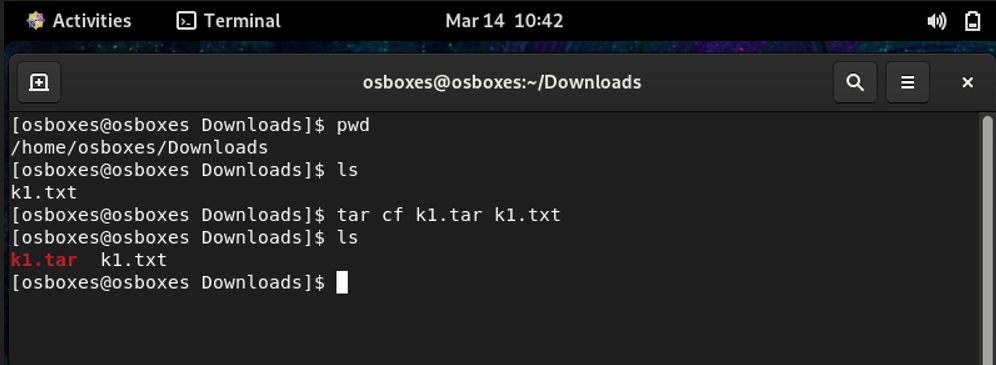 Activities Terminal Mar 14 10:42
osboxes@osboxes:~/Downloads
[osboxes@osboxes Downloads]$ pwd
/home/osboxes/Downloads
[osboxes@osboxes Downloads]$ ls
k1.txt
[osboxes@osboxes Downloads]$ tar cf k1.tar k1.txt
[osboxes@osboxes Downloads]$ ls
k1.tar  k1.txt
[osboxes@osboxes Downloads]$